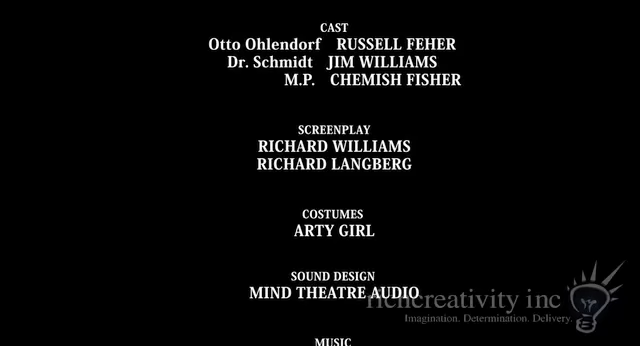 CAST
Otto Ohlendorf RUSSELL FEHER
Dr. Schmidt JIM WILLIAMS
M.P. CHEMISH FISHER
SCREENPLAY
RICHARD WILLIAMS
RICHARD LANGBERG
COSTUMES
ARTY GIRL
SOUND DESIGN
MIND THEATRE AUDIO
richcreativity inc
Imagination. Determination. Delivery.
MUSIC